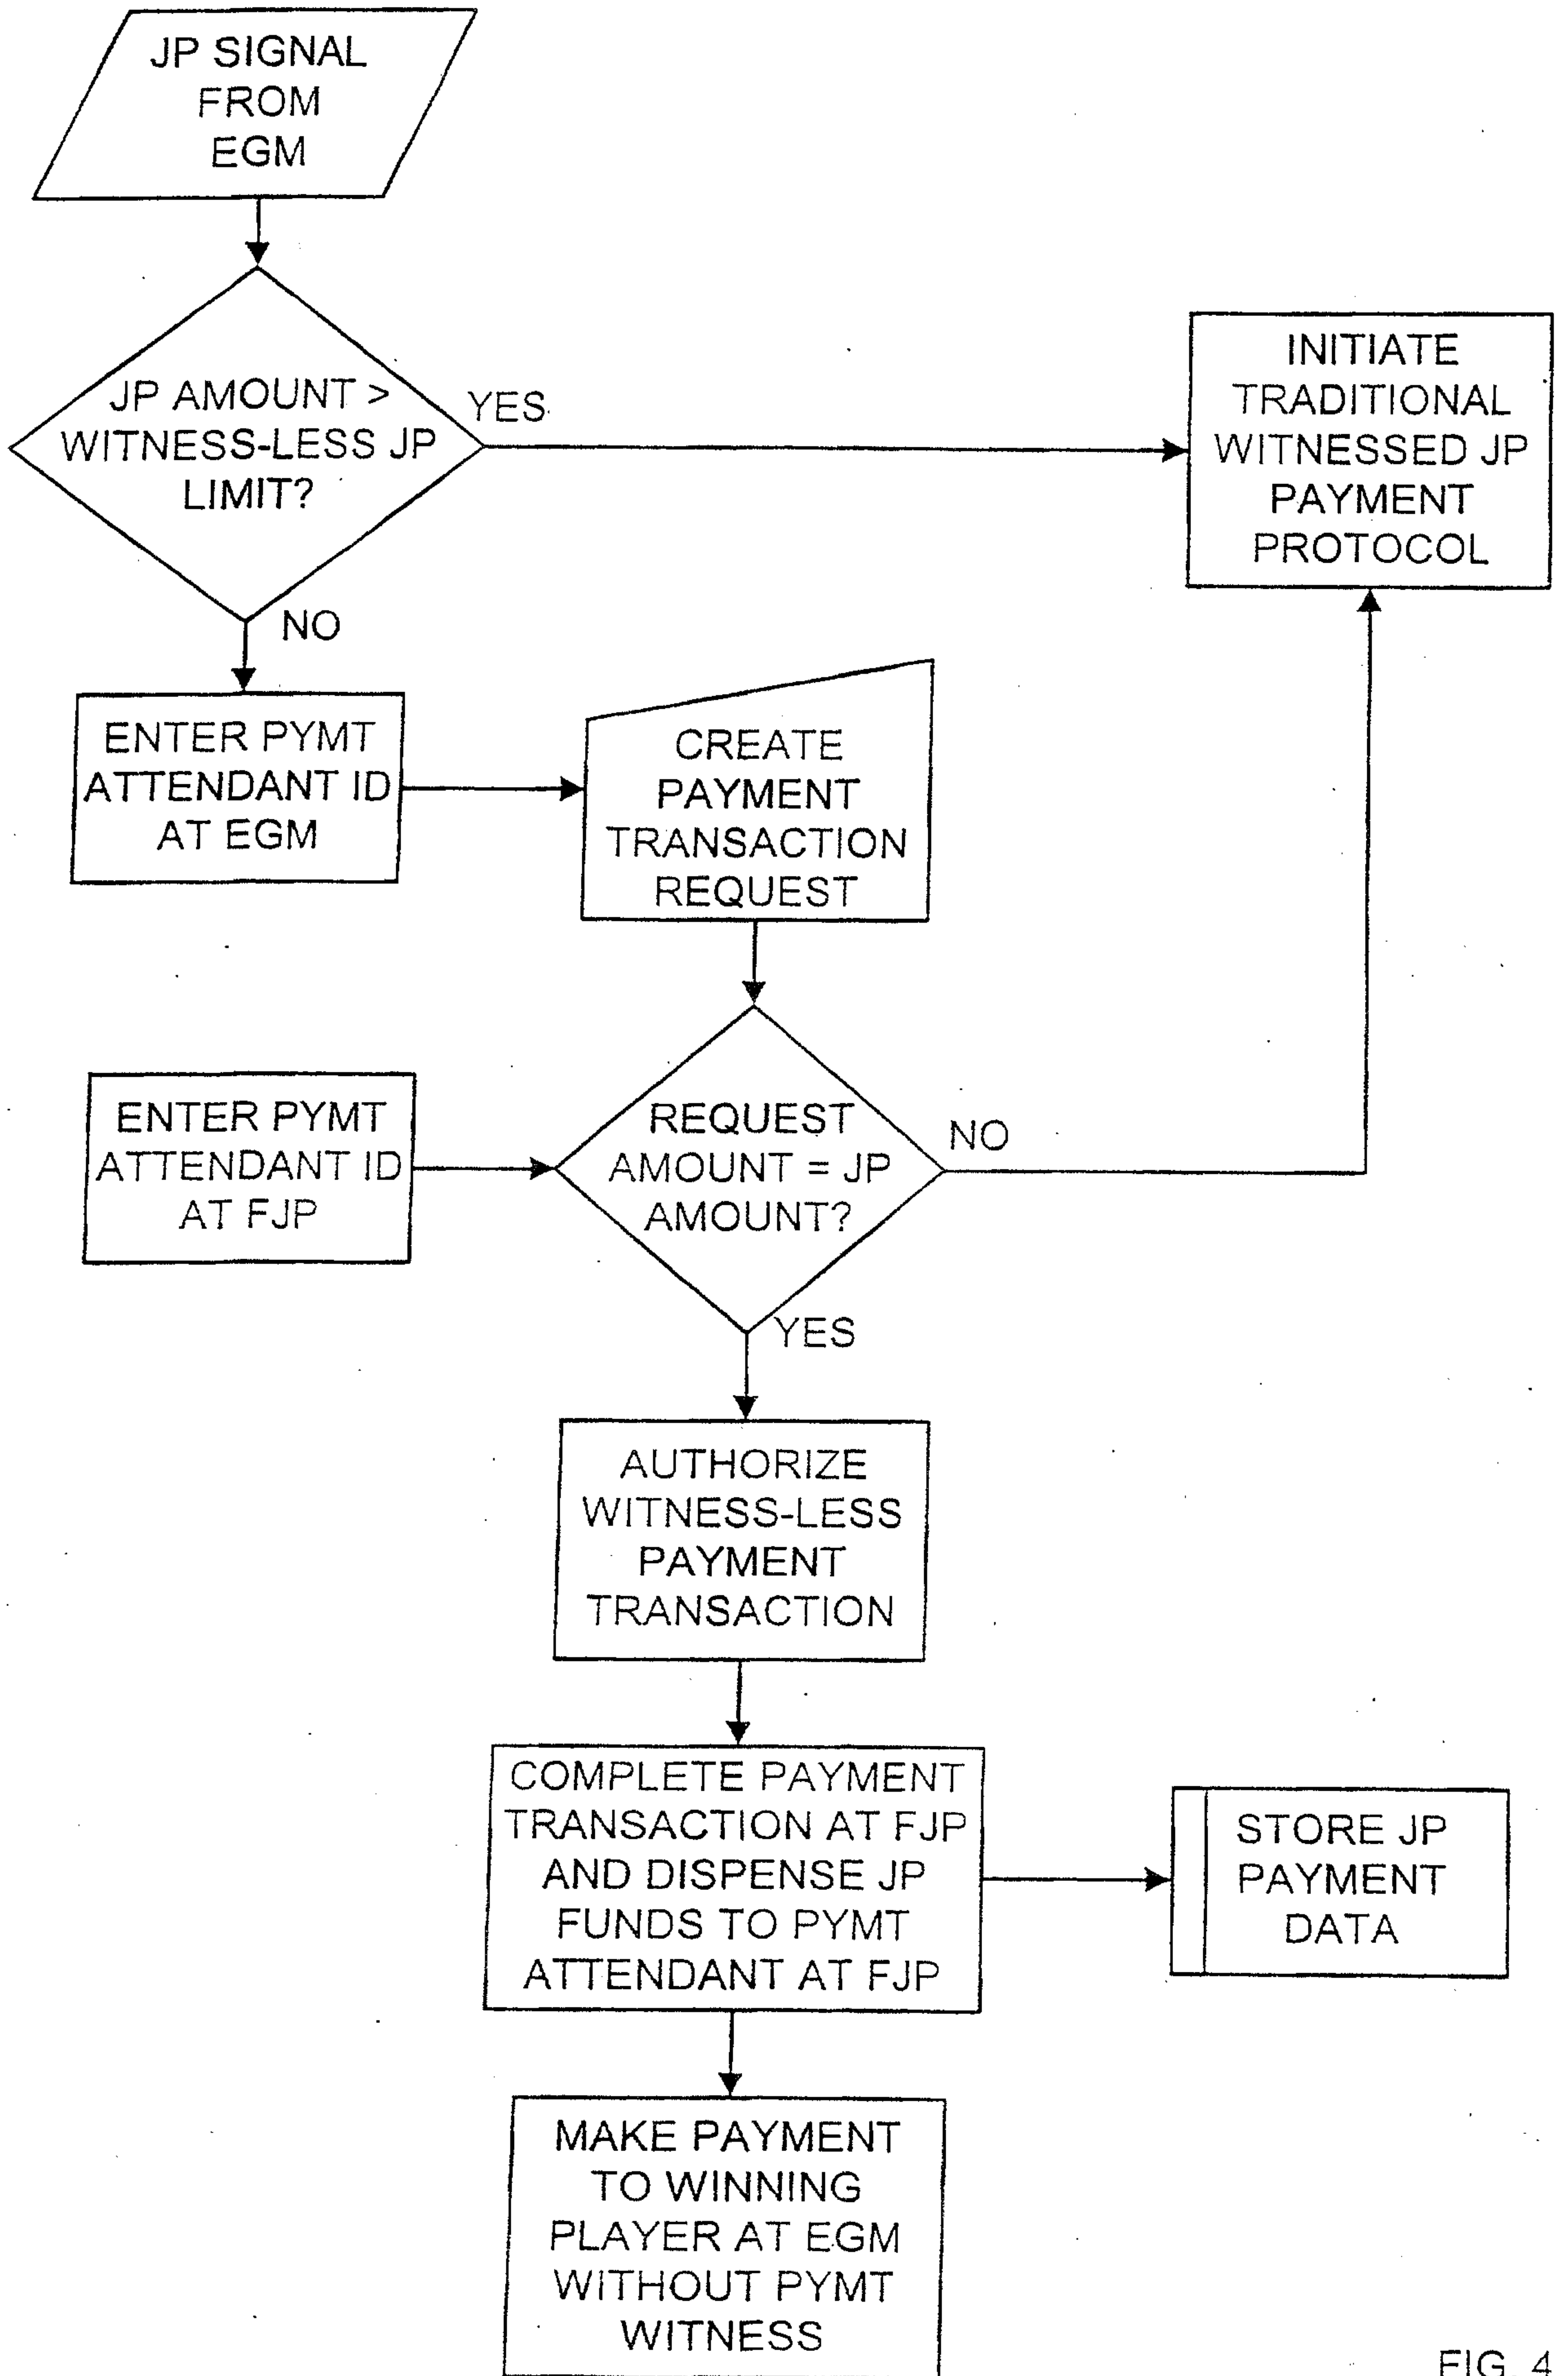 JP SIGNAL
FROM
EGM
JP AMOUNT >
WITNESS-LESS JP
LIMIT?
YES
INITIATE
TRADITIONAL
WITNESSED JP
PAYMENT
PROTOCOL
NO
ENTER PYMT
ATTENDANT ID
AT EGM
CREATE
PAYMENT
TRANSACTION
REQUEST
ENTER PYMT
ATTENDANT ID
AT FJP
REQUEST
AMOUNT = JP
AMOUNT?
NO
YES
AUTHORIZE
WITNESS-LESS
PAYMENT
TRANSACTION
COMPLETE PAYMENT
TRANSACTION AT FJP
AND DISPENSE JP
FUNDS TO PYMT
ATTENDANT AT FJP
STORE JP
PAYMENT
DATA
MAKE PAYMENT
TO WINNING
PLAYER AT EGM
WITHOUT PYMT
WITNESS
FIG. 4